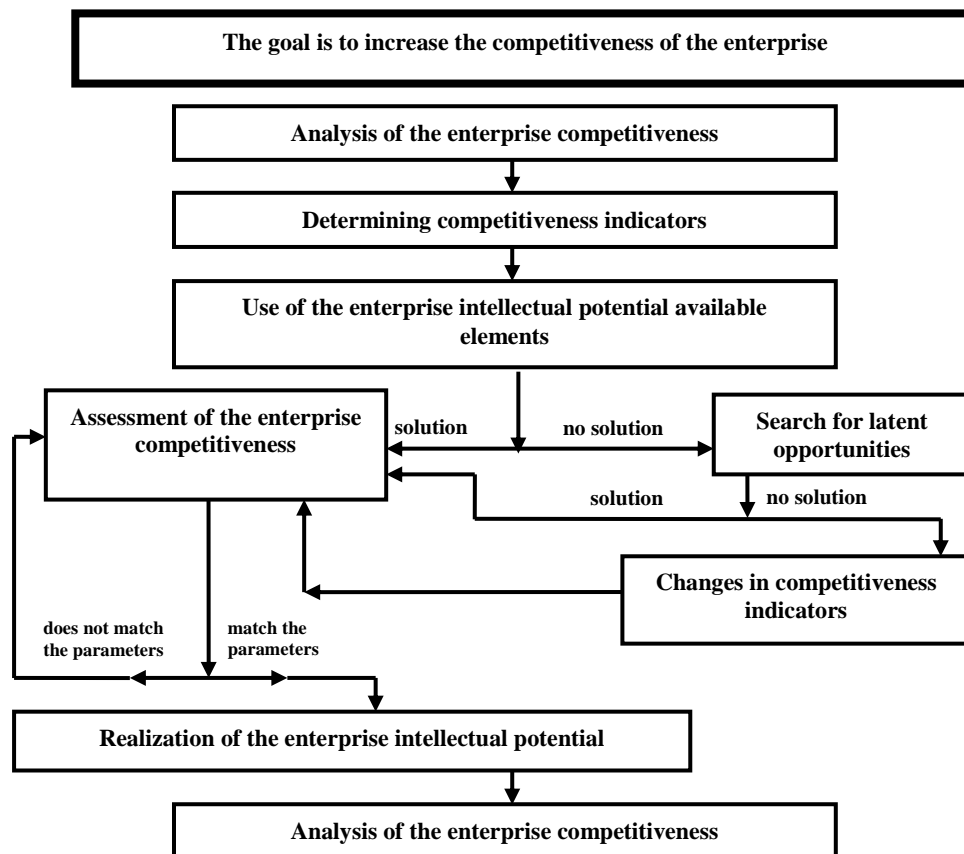 The goal is to increase the competitiveness of the enterprise
Analysis of the enterprise competitiveness
Determining competitiveness indicators
Use of the enterprise intellectual potential available
elements
Assessment of the enterprise
competitiveness
solution
no solution
Search for latent
opportunities
solution
no solution
Changes in competitiveness
indicators
does not match
the parameters
match the
parameters
Realization of the enterprise intellectual potential
Analysis of the enterprise competitiveness